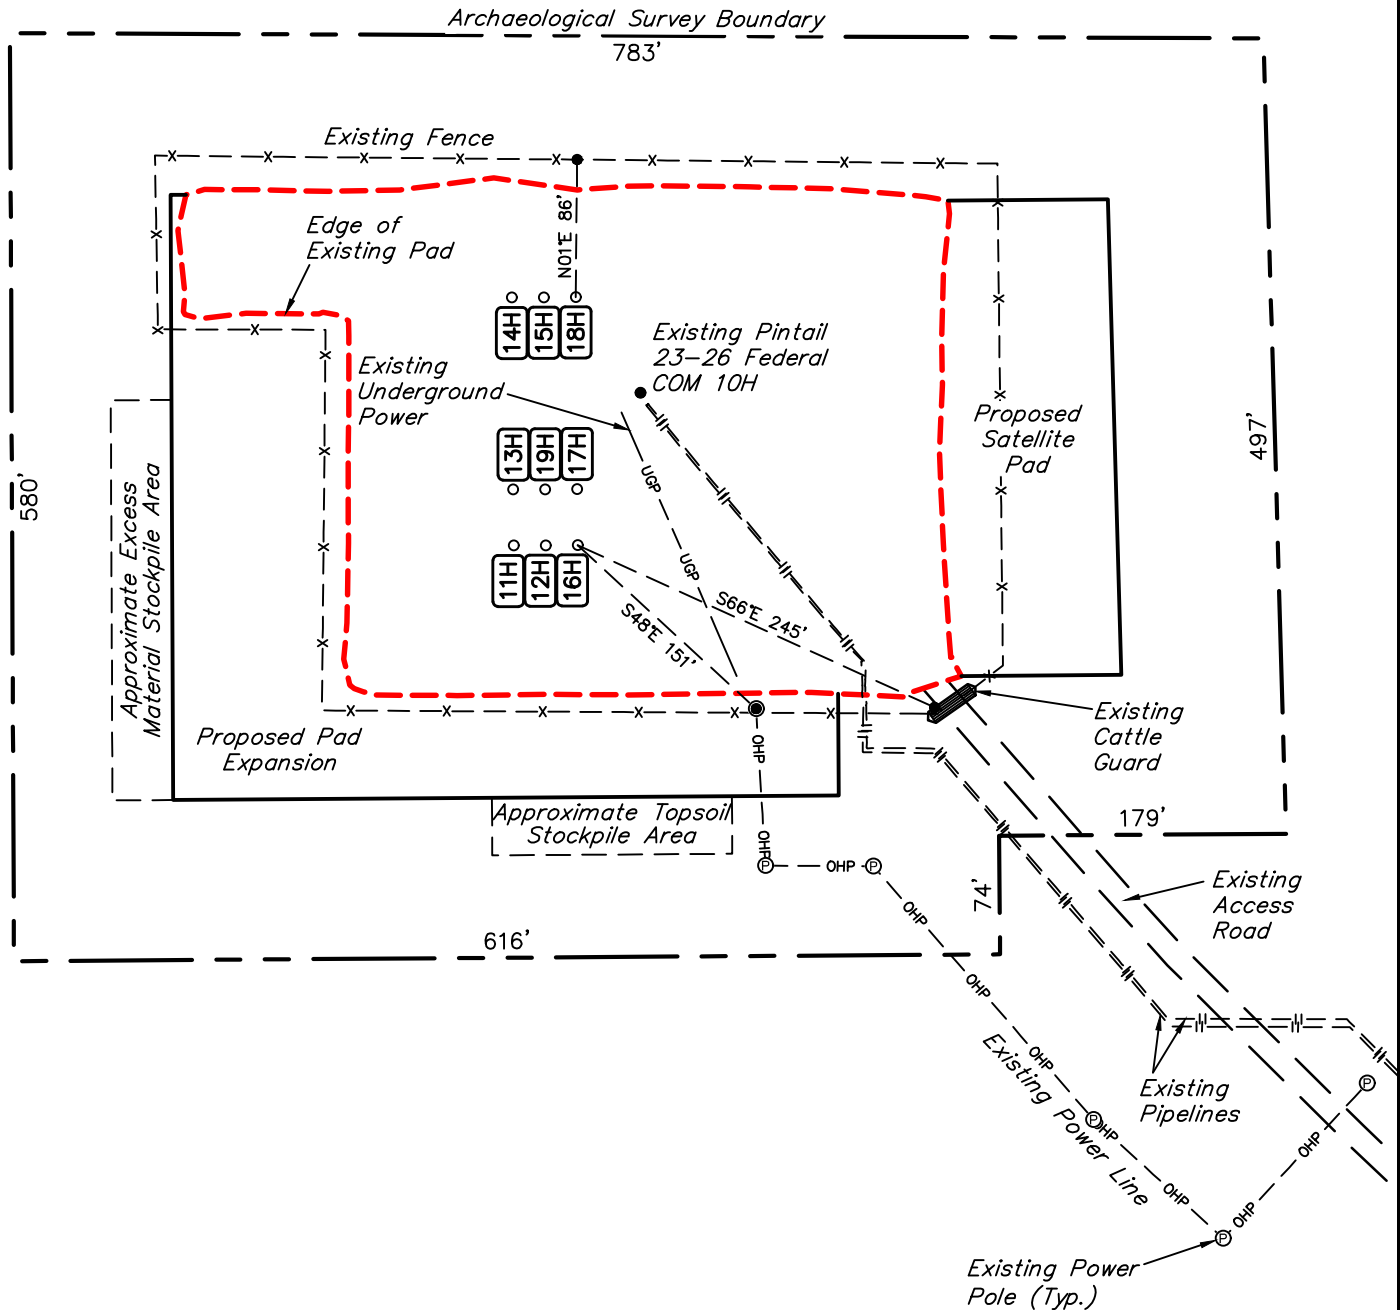 Archaeological Survey Boundary
783'
Existing Fence
Edge of
Existing Pad
N01°E 86'
14H
15H
18H
Existing Pintail
23-26 Federal
COM 10H
Existing
Underground
Power
Proposed
Satellite
Pad
497'
580'
Approximate Excess
Material Stockpile Area
13H
19H
17H
UGP
UGP
11H
12H
16H
S66°E 245'
S48°E 151'
Proposed Pad
Expansion
Existing
Cattle
Guard
OHP
Approximate Topsoil
Stockpile Area
179'
OHP
P
OHP
P
74'
Existing
Access
Road
OHP
616'
OHP
Existing Power Line
OHP
Existing
Pipelines
P
P
OHP
OHP
OHP
OHP
P
Existing Power
Pole (Typ.)